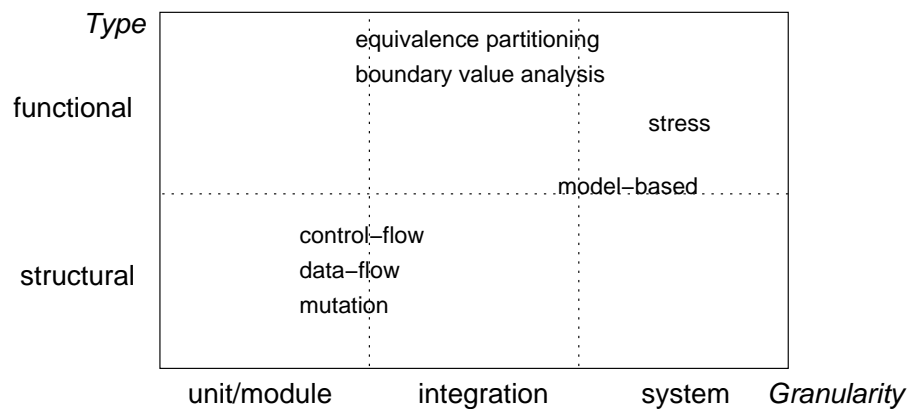 Type
equivalence partitioning
boundary value analysis
functional
stress
model−based
control−flow
structural
data−flow
mutation
unit/module
integration
system
Granularity